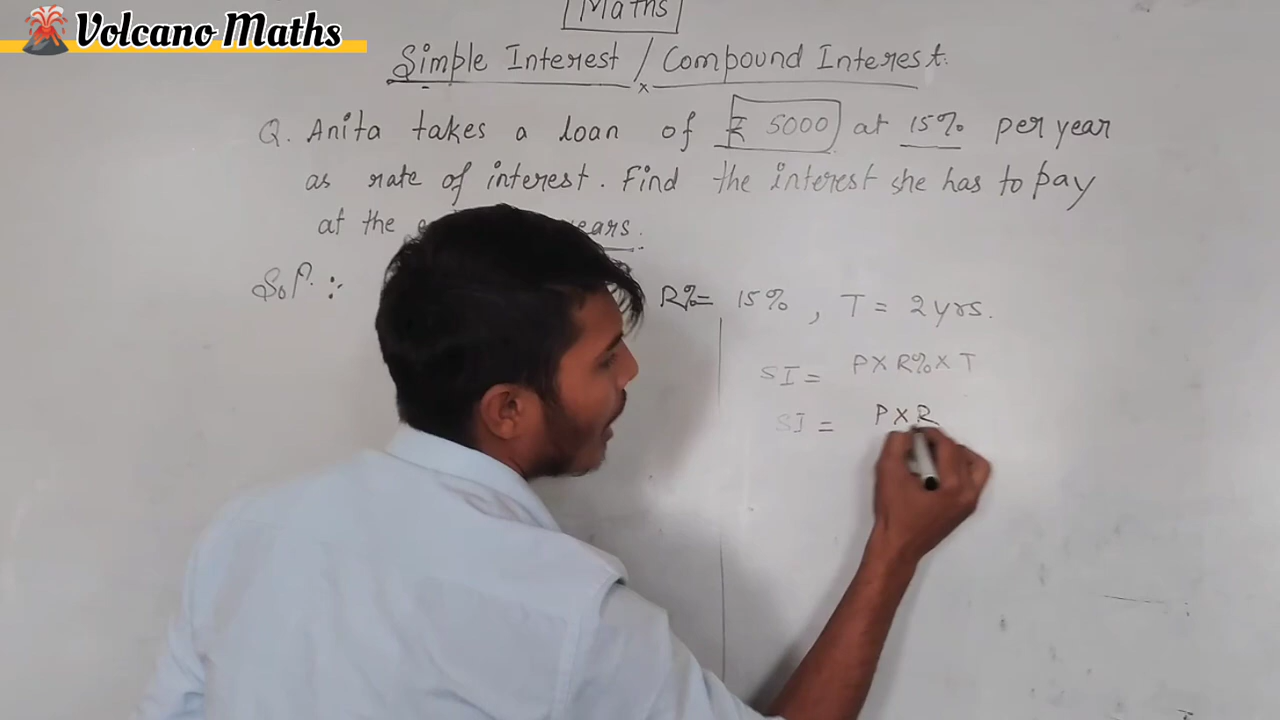 Volcano Maths
Maths
Simple Interest / Compound Interest.
Q. Anita takes a loan of ₹ 5000 at 15% per year
as rate of interest. Find the interest she has to pay
at the ears.
Sol :-
R%= 15% , T = 2 yrs.
SI = P X R% X T
SI = P X R